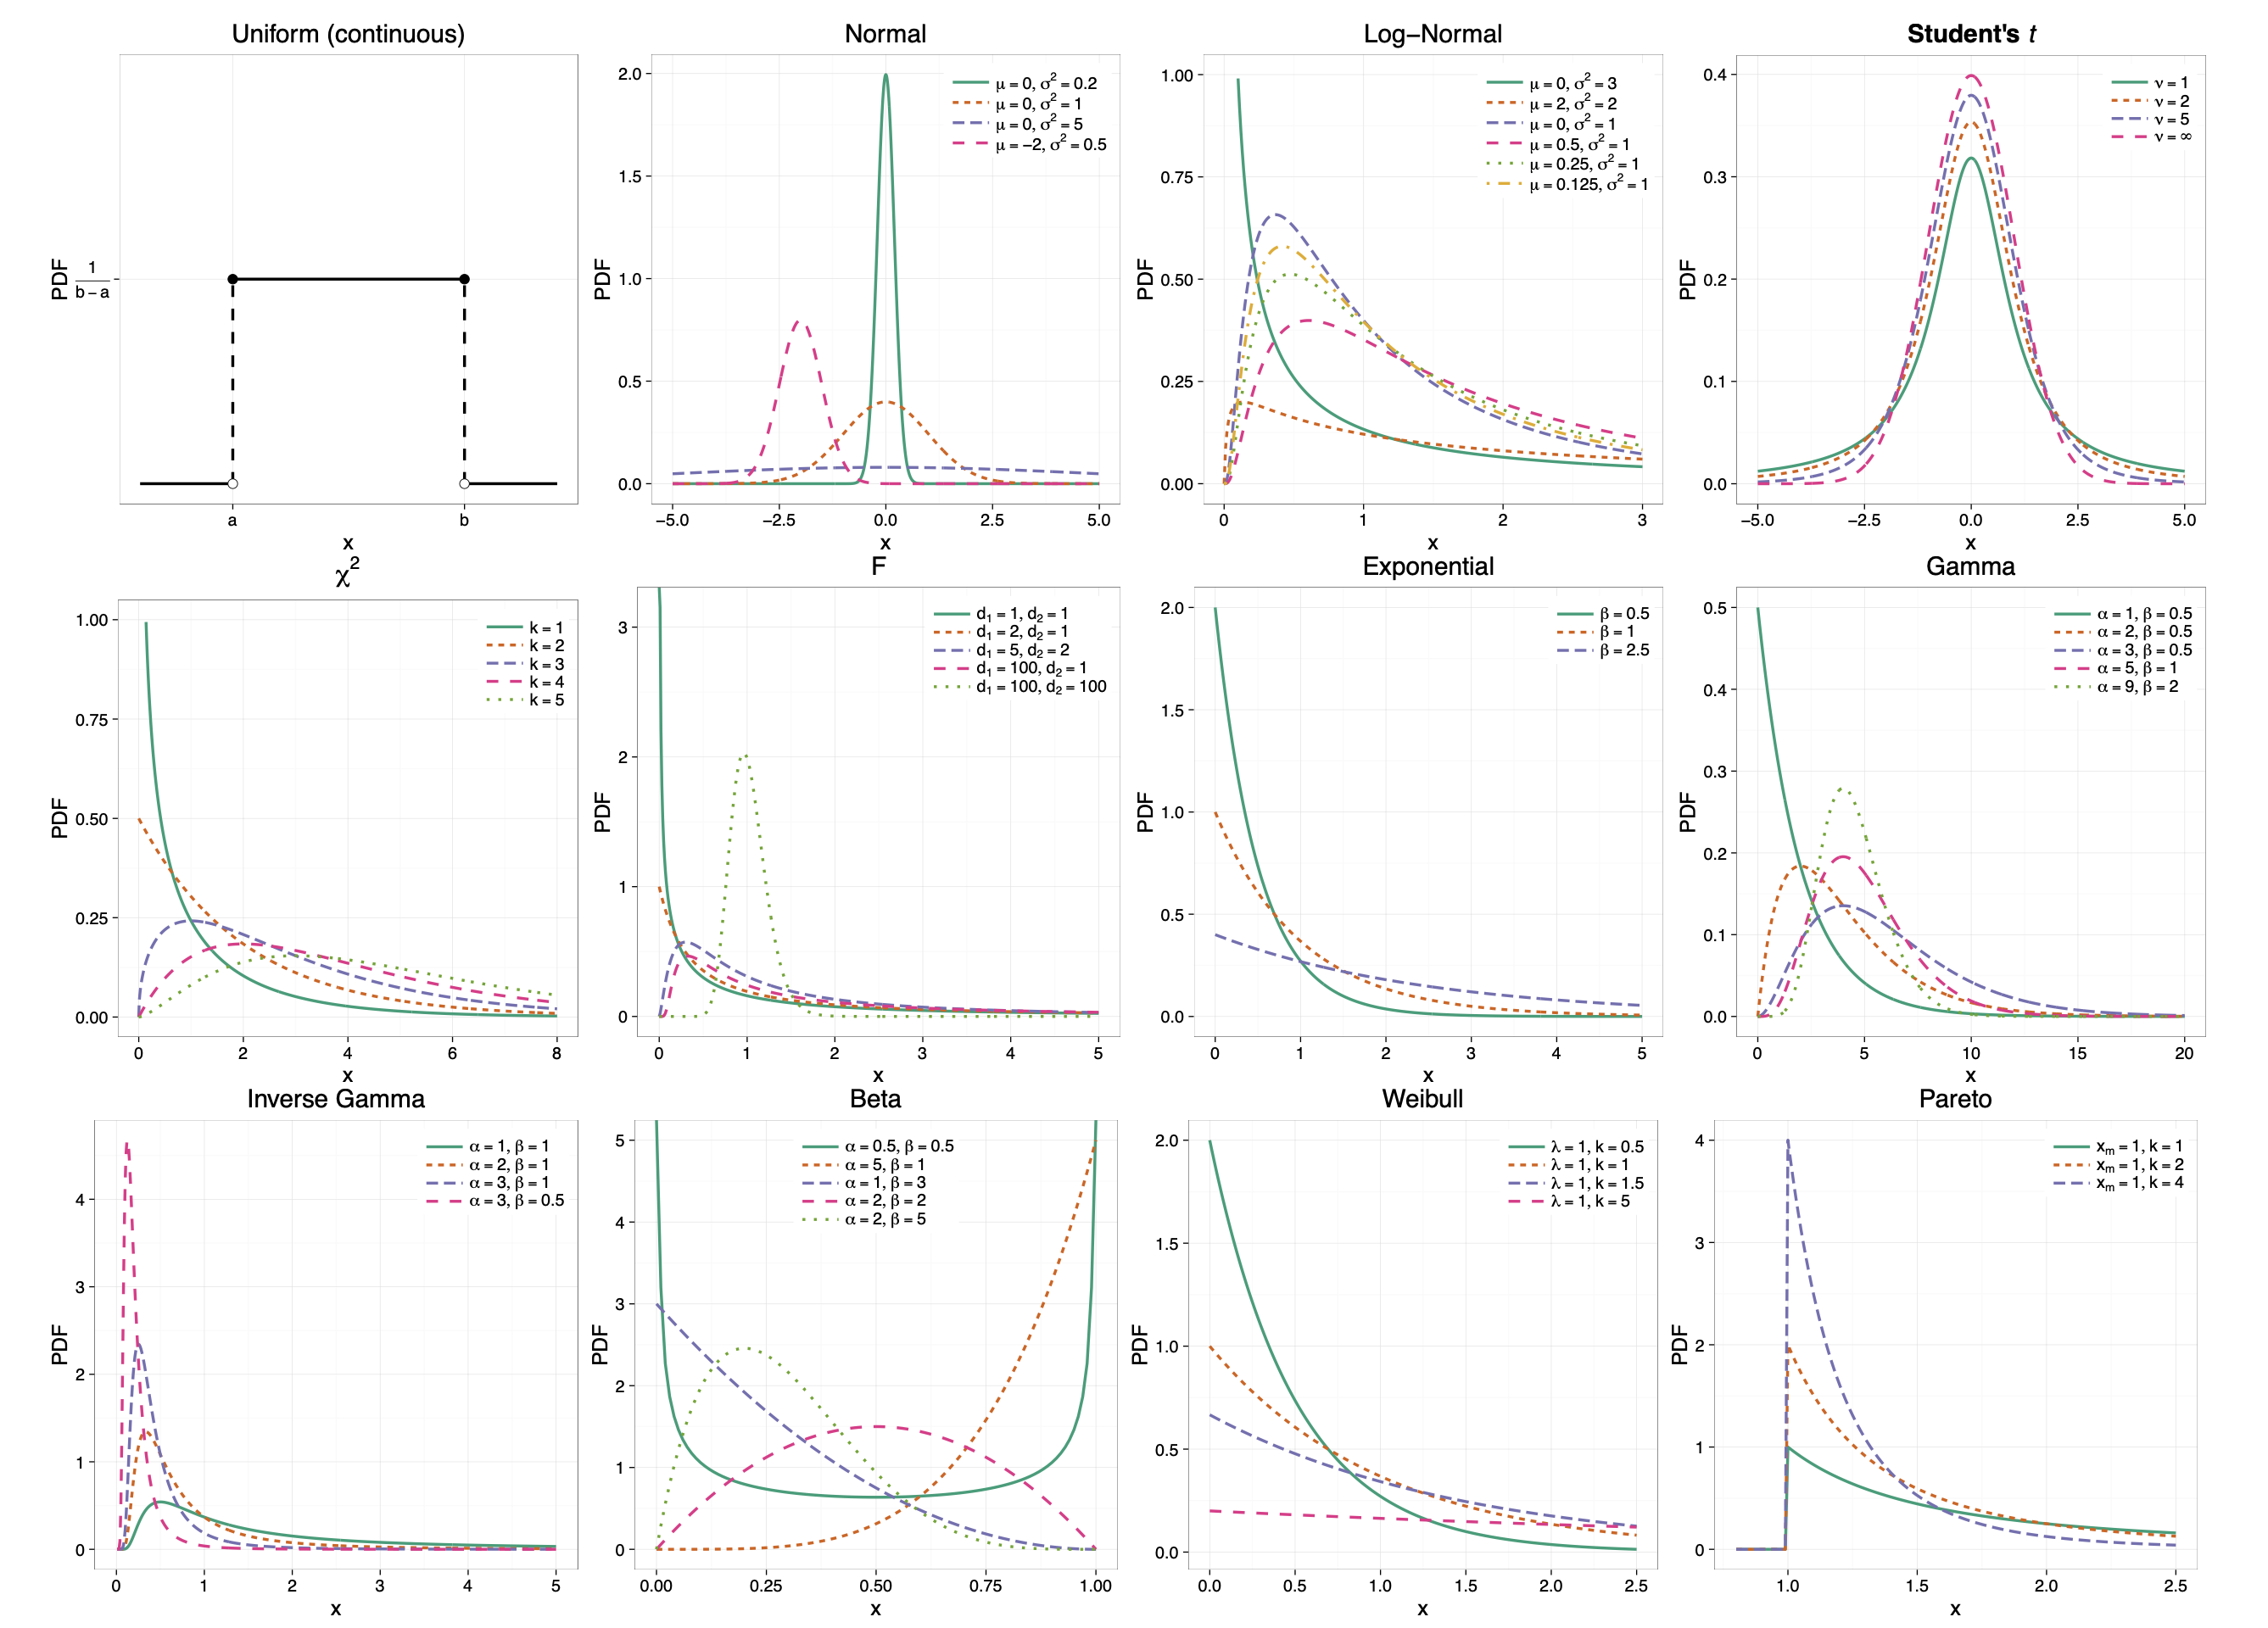 Uniform (continuous)
PDF
1
b − a
a
b
x
Normal
PDF
2.0
1.5
1.0
0.5
0.0
−5.0
−2.5
0.0
2.5
5.0
x
μ = 0, σ² = 0.2
μ = 0, σ² = 1
μ = 0, σ² = 5
μ = −2, σ² = 0.5
Log−Normal
PDF
1.00
0.75
0.50
0.25
0.00
0
1
2
3
x
μ = 0, σ² = 3
μ = 2, σ² = 2
μ = 0, σ² = 1
μ = 0.5, σ² = 1
μ = 0.25, σ² = 1
μ = 0.125, σ² = 1
Student's t
PDF
0.4
0.3
0.2
0.1
0.0
−5.0
−2.5
0.0
2.5
5.0
x
ν = 1
ν = 2
ν = 5
ν = ∞
χ²
PDF
1.00
0.75
0.50
0.25
0.00
0
2
4
6
8
x
k = 1
k = 2
k = 3
k = 4
k = 5
F
PDF
3
2
1
0
0
1
2
3
4
5
x
d₁ = 1, d₂ = 1
d₁ = 2, d₂ = 1
d₁ = 5, d₂ = 2
d₁ = 100, d₂ = 1
d₁ = 100, d₂ = 100
Exponential
PDF
2.0
1.5
1.0
0.5
0.0
0
1
2
3
4
5
x
β = 0.5
β = 1
β = 2.5
Gamma
PDF
0.5
0.4
0.3
0.2
0.1
0.0
0
5
10
15
20
x
α = 1, β = 0.5
α = 2, β = 0.5
α = 3, β = 0.5
α = 5, β = 1
α = 9, β = 2
Inverse Gamma
PDF
4
3
2
1
0
0
1
2
3
4
5
x
α = 1, β = 1
α = 2, β = 1
α = 3, β = 1
α = 3, β = 0.5
Beta
PDF
5
4
3
2
1
0
0.00
0.25
0.50
0.75
1.00
x
α = 0.5, β = 0.5
α = 5, β = 1
α = 1, β = 3
α = 2, β = 2
α = 2, β = 5
Weibull
PDF
2.0
1.5
1.0
0.5
0.0
0.0
0.5
1.0
1.5
2.0
2.5
x
λ = 1, k = 0.5
λ = 1, k = 1
λ = 1, k = 1.5
λ = 1, k = 5
Pareto
PDF
4
3
2
1
0
1.0
1.5
2.0
2.5
x
xₘ = 1, k = 1
xₘ = 1, k = 2
xₘ = 1, k = 4